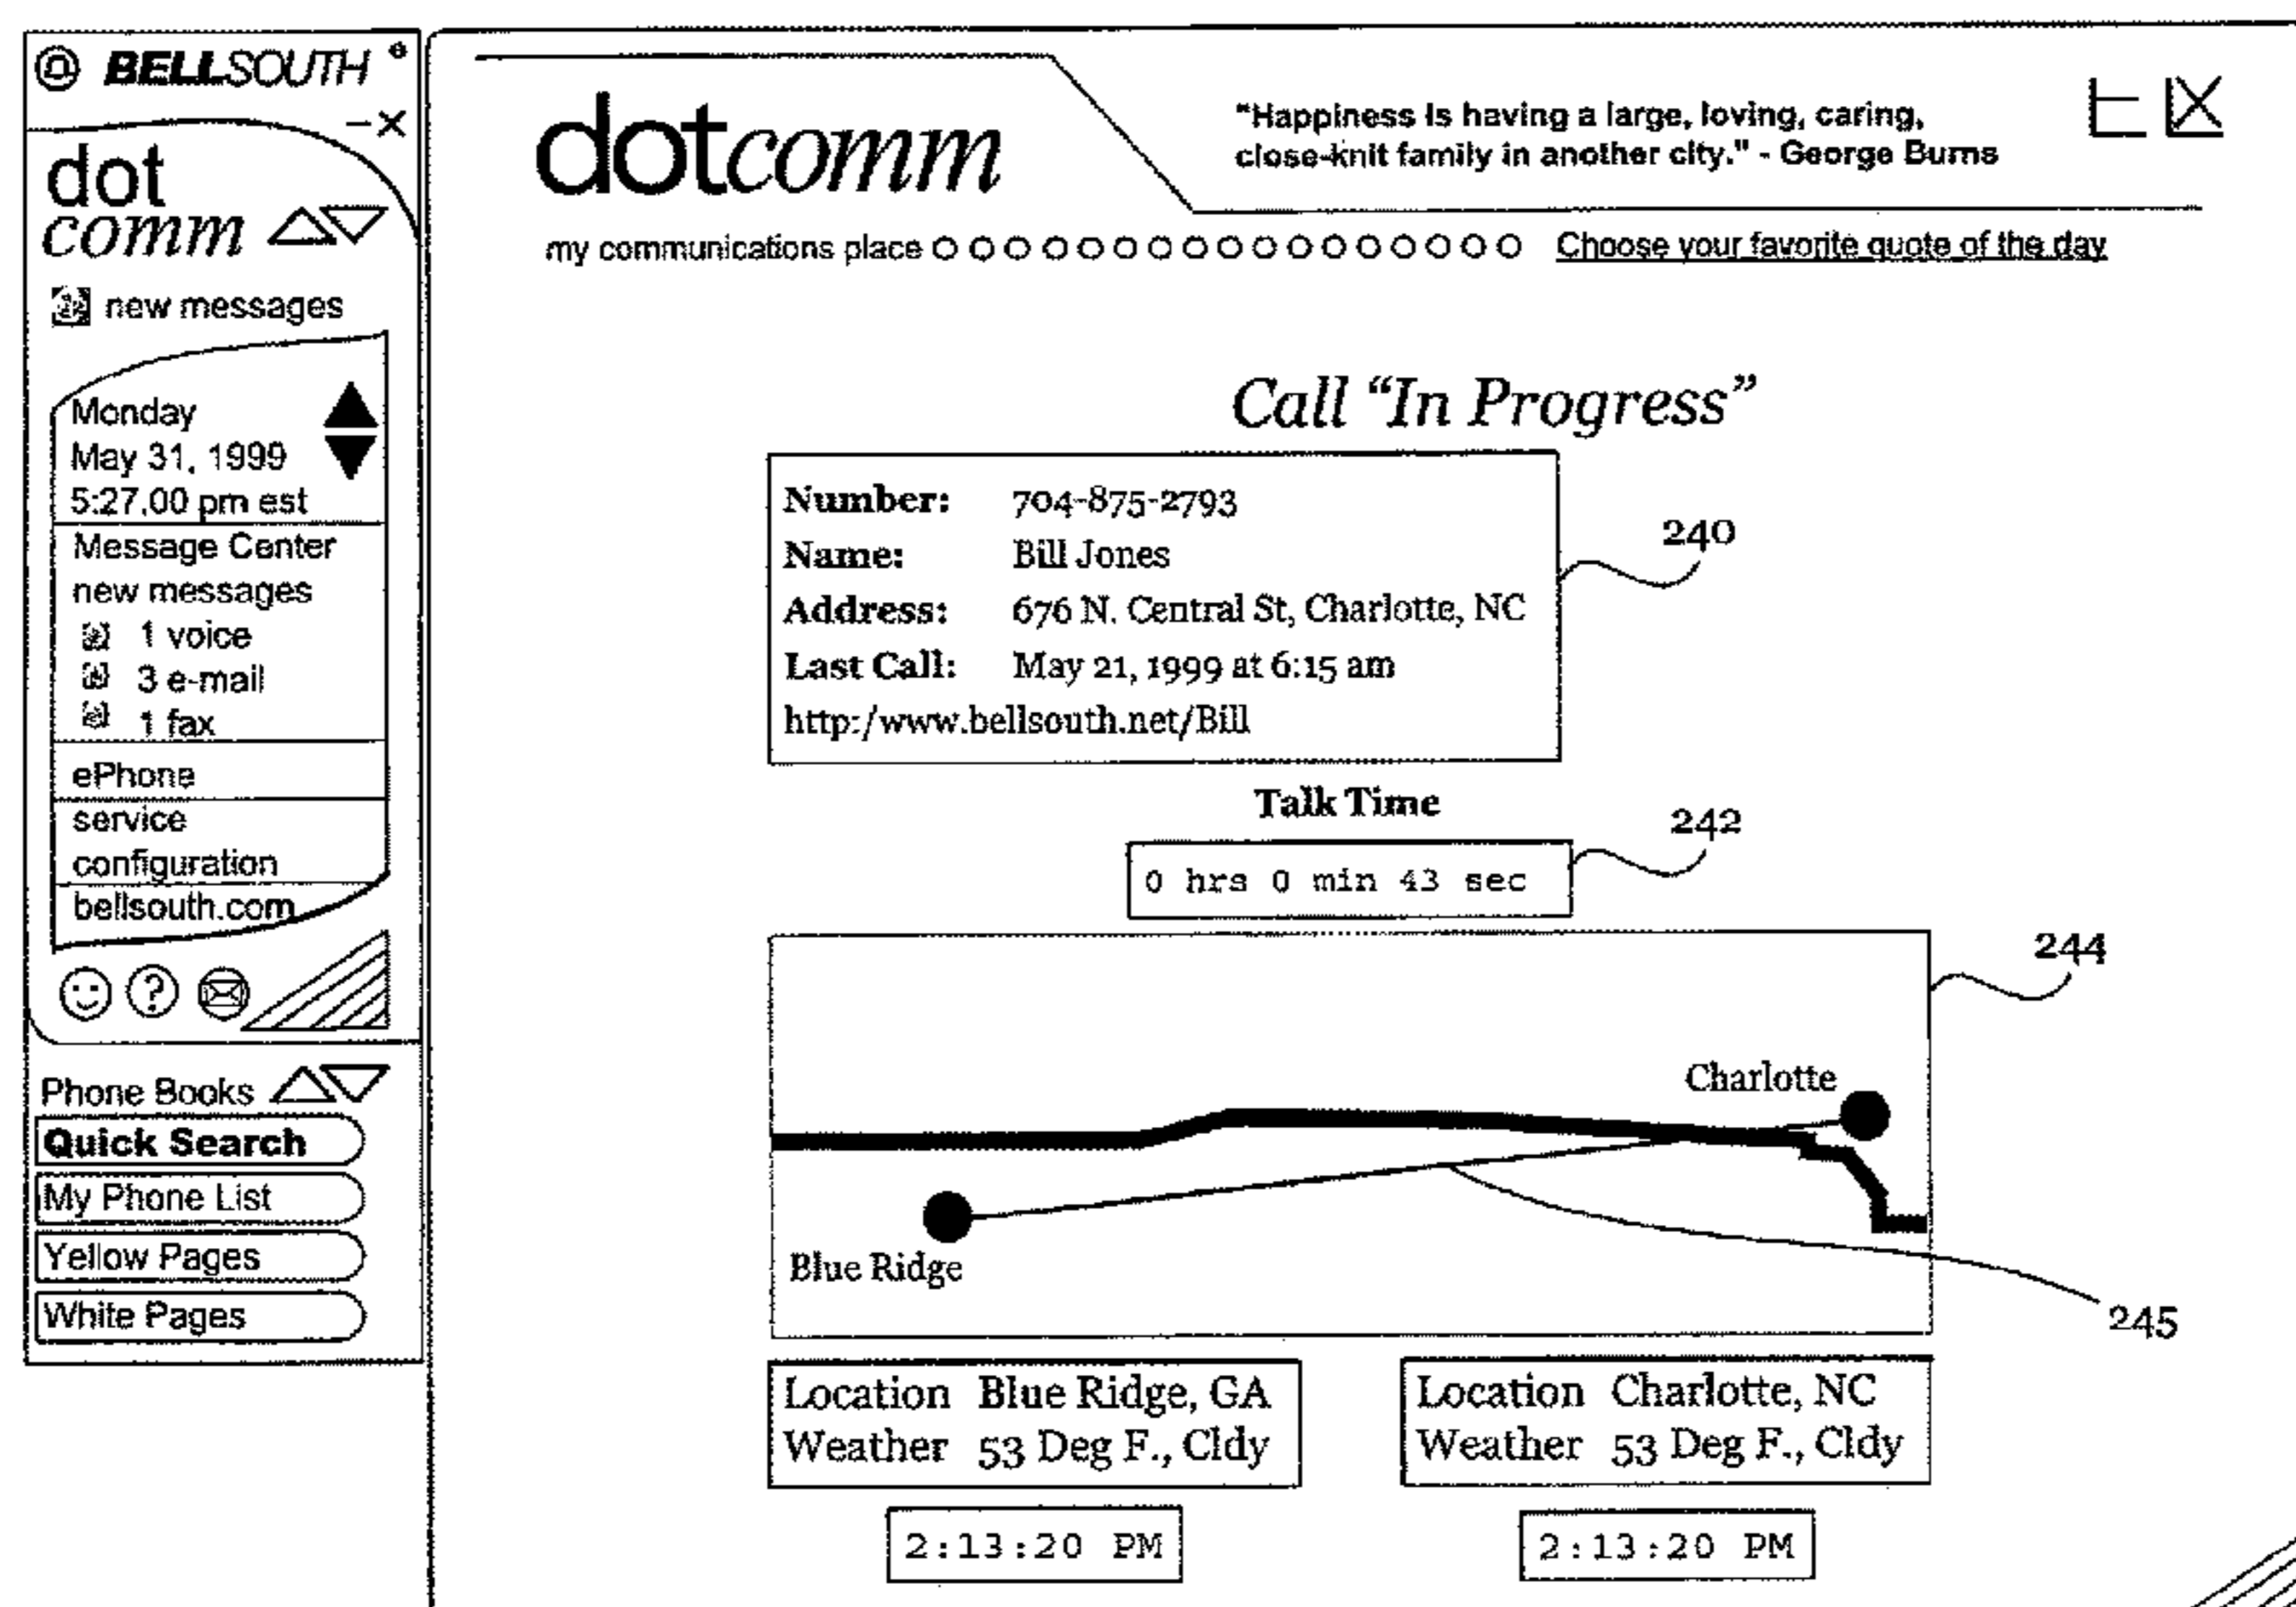 BELLSOUTH
dot
comm
new messages
Monday
May 31, 1999
5:27.00 pm est
Message Center
new messages
1 voice
3 e-mail
1 fax
ePhone
service
configuration
bellsouth.com
Phone Books
Quick Search
My Phone List
Yellow Pages
White Pages
dotcomm
"Happiness is having a large, loving, caring,
close-knit family in another city." - George Burns
my communications place
Choose your favorite quote of the day
Call “In Progress”
Number: 704-875-2793
Name: Bill Jones
Address: 676 N. Central St, Charlotte, NC
Last Call: May 21, 1999 at 6:15 am
http:/www.bellsouth.net/Bill
240
Talk Time
242
0 hrs 0 min 43 sec
244
Charlotte
Blue Ridge
245
Location Blue Ridge, GA
Weather 53 Deg F., Cldy
2:13:20 PM
Location Charlotte, NC
Weather 53 Deg F., Cldy
2:13:20 PM